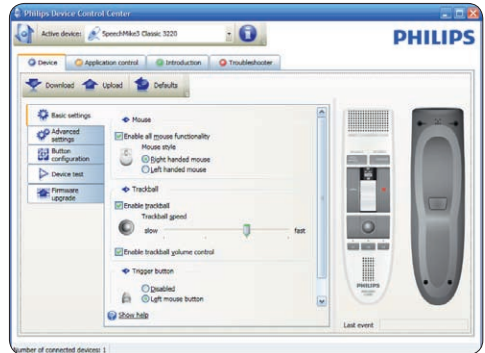 Philips Device Control Center
Active device: SpeechMike3 Classic 3220
PHILIPS
Device Application control Introduction Troubleshooter
Download Upload Defaults
Basic settings
Advanced settings
Button configuration
Device test
Firmware upgrade
Mouse
Enable all mouse functionality
Mouse style
Right handed mouse
Left handed mouse
Trackball
Enable trackball
Trackball speed
slow fast
Enable trackball volume control
Trigger button
Disabled
Left mouse button
Show help
PHILIPS
Last event
Number of connected devices: 1